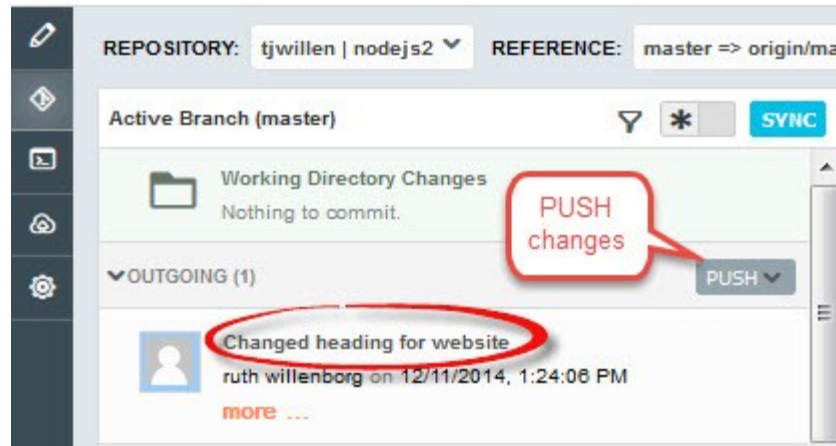 REPOSITORY: tjwillen | nodejs2 REFERENCE: master => origin/ma
Active Branch (master) SYNC
Working Directory Changes
Nothing to commit.
PUSH
changes
OUTGOING (1) PUSH
Changed heading for website
ruth willenborg on 12/11/2014, 1:24:06 PM
more ...